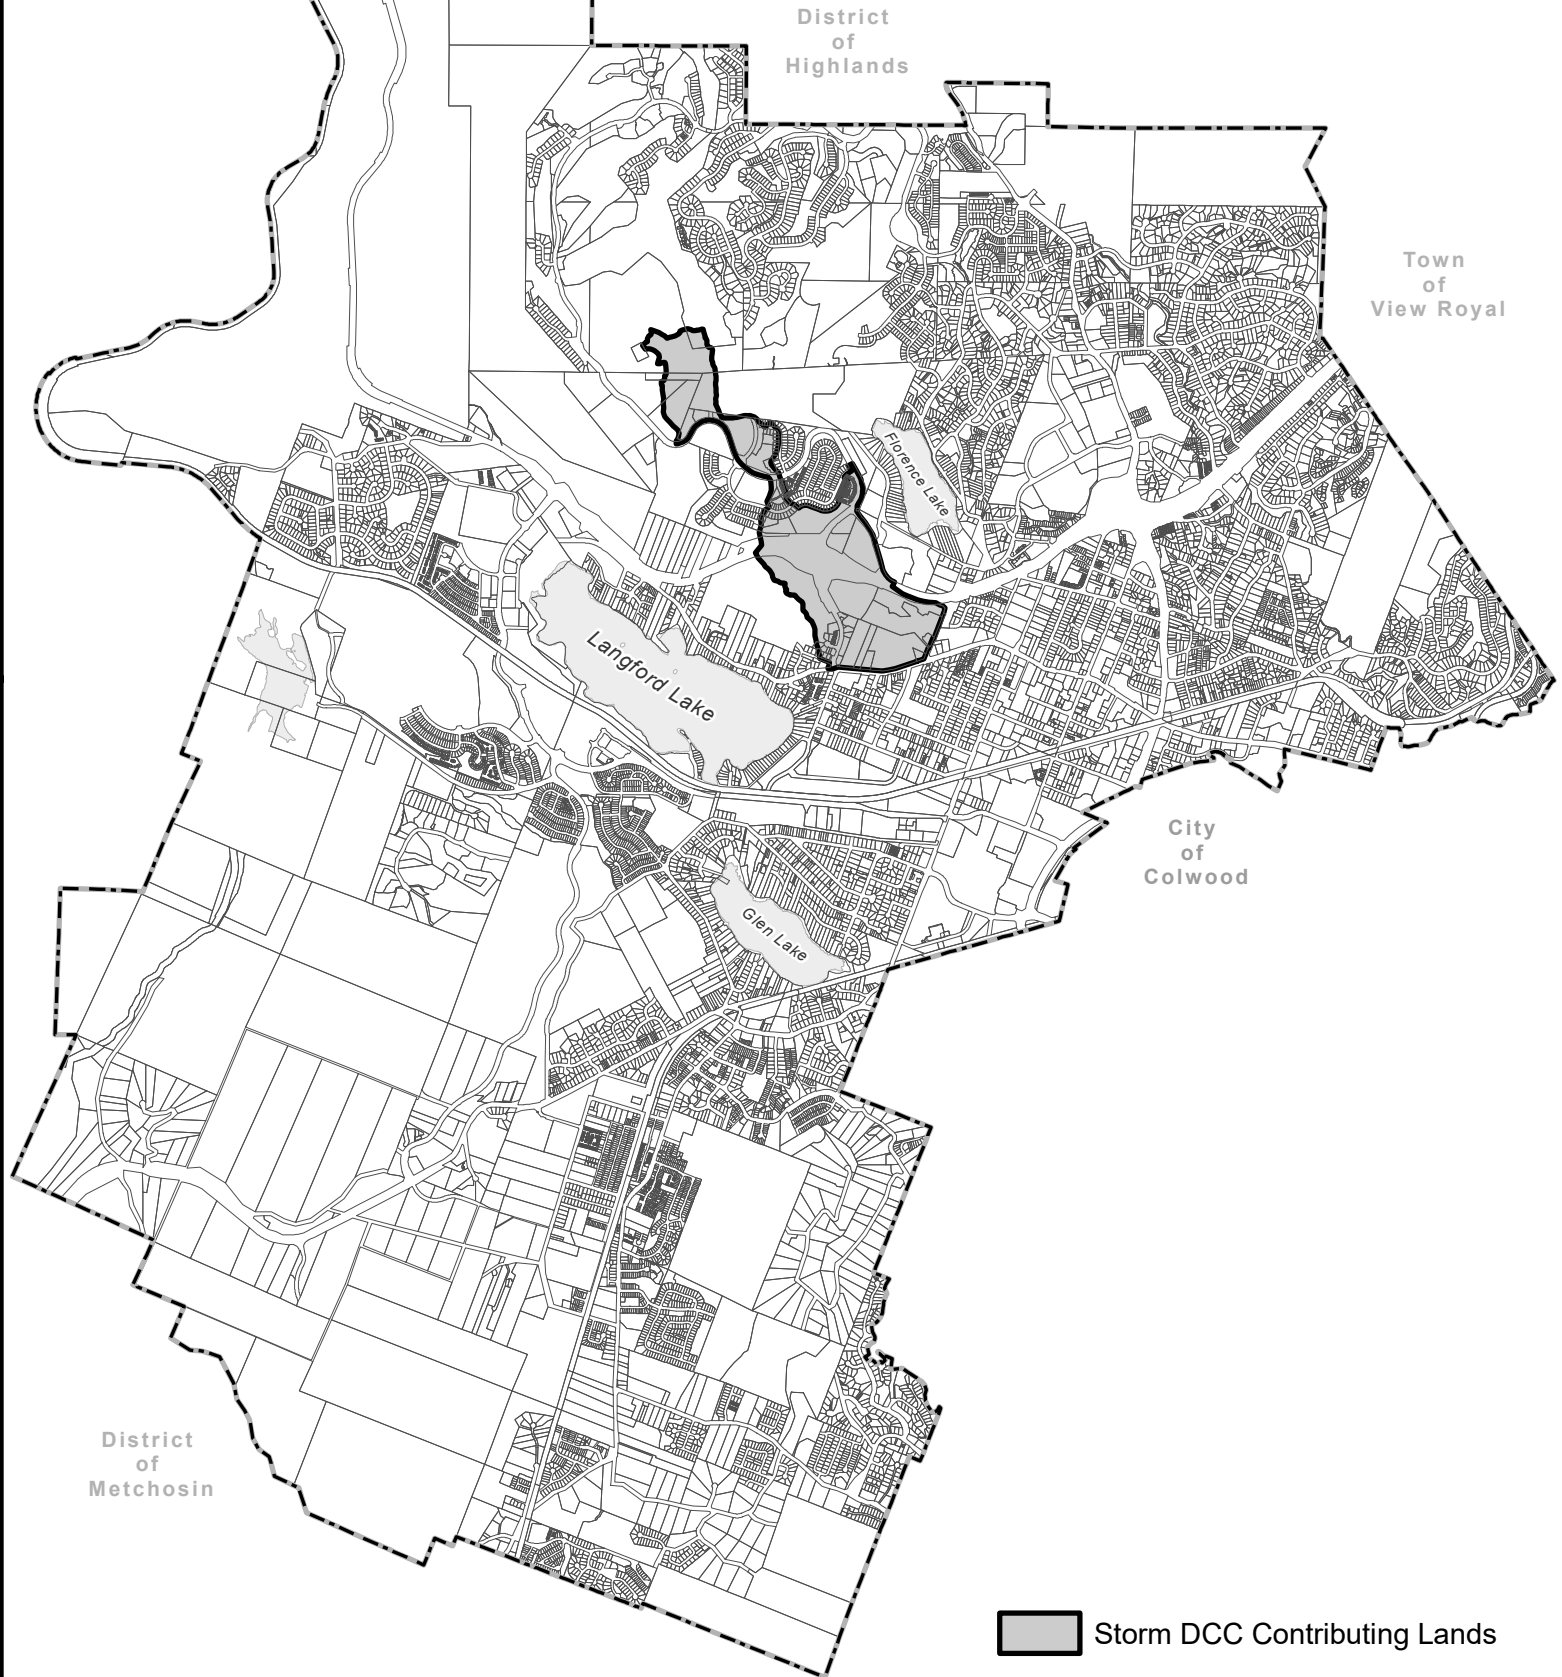 District
of
Highlands
Town
of
View Royal
Florence Lake
Langford Lake
City
of
Colwood
Glen Lake
District
of
Metchosin
Storm DCC Contributing Lands